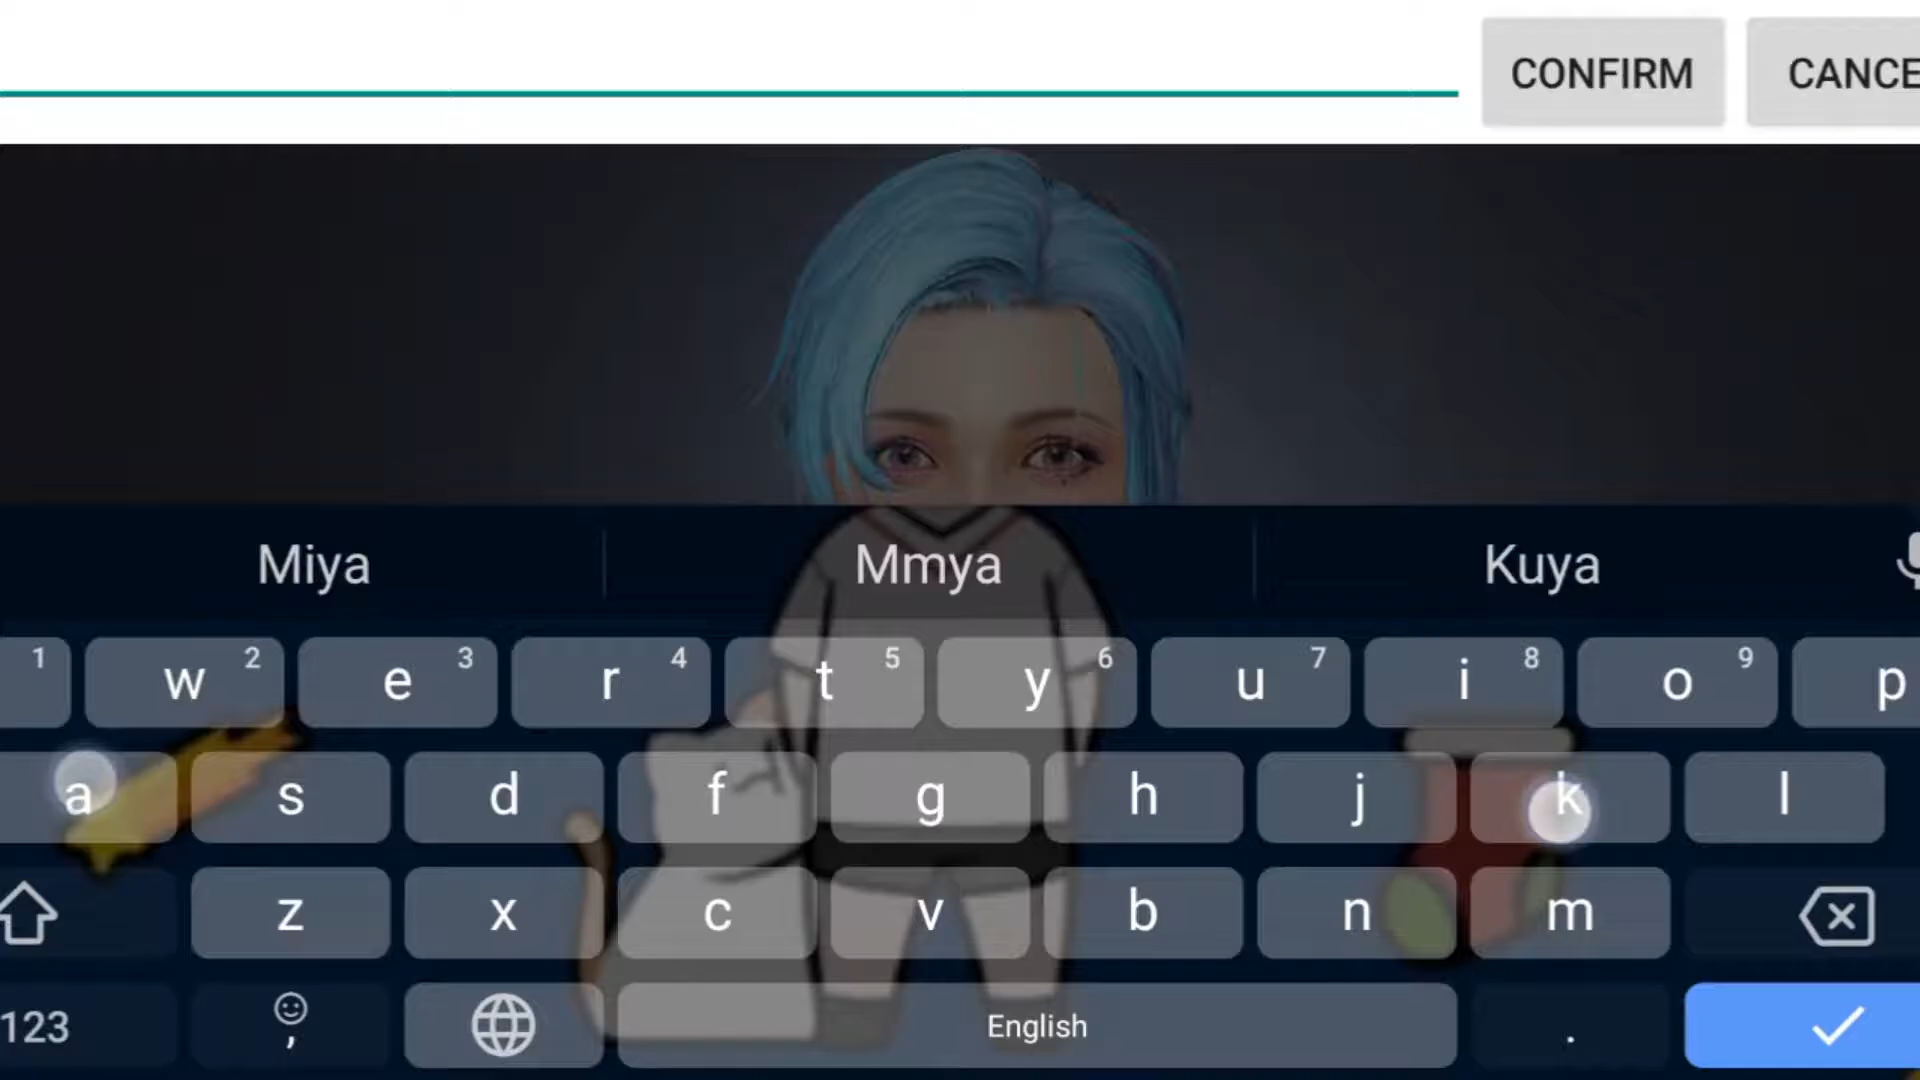 CONFIRM CANCE
Miya Mmya Kuya
1 w 2 e 3 r 4 t 5 y 6 u 7 i 8 o 9 p
a s d f g h j k l
z x c v b n m
123 , English .